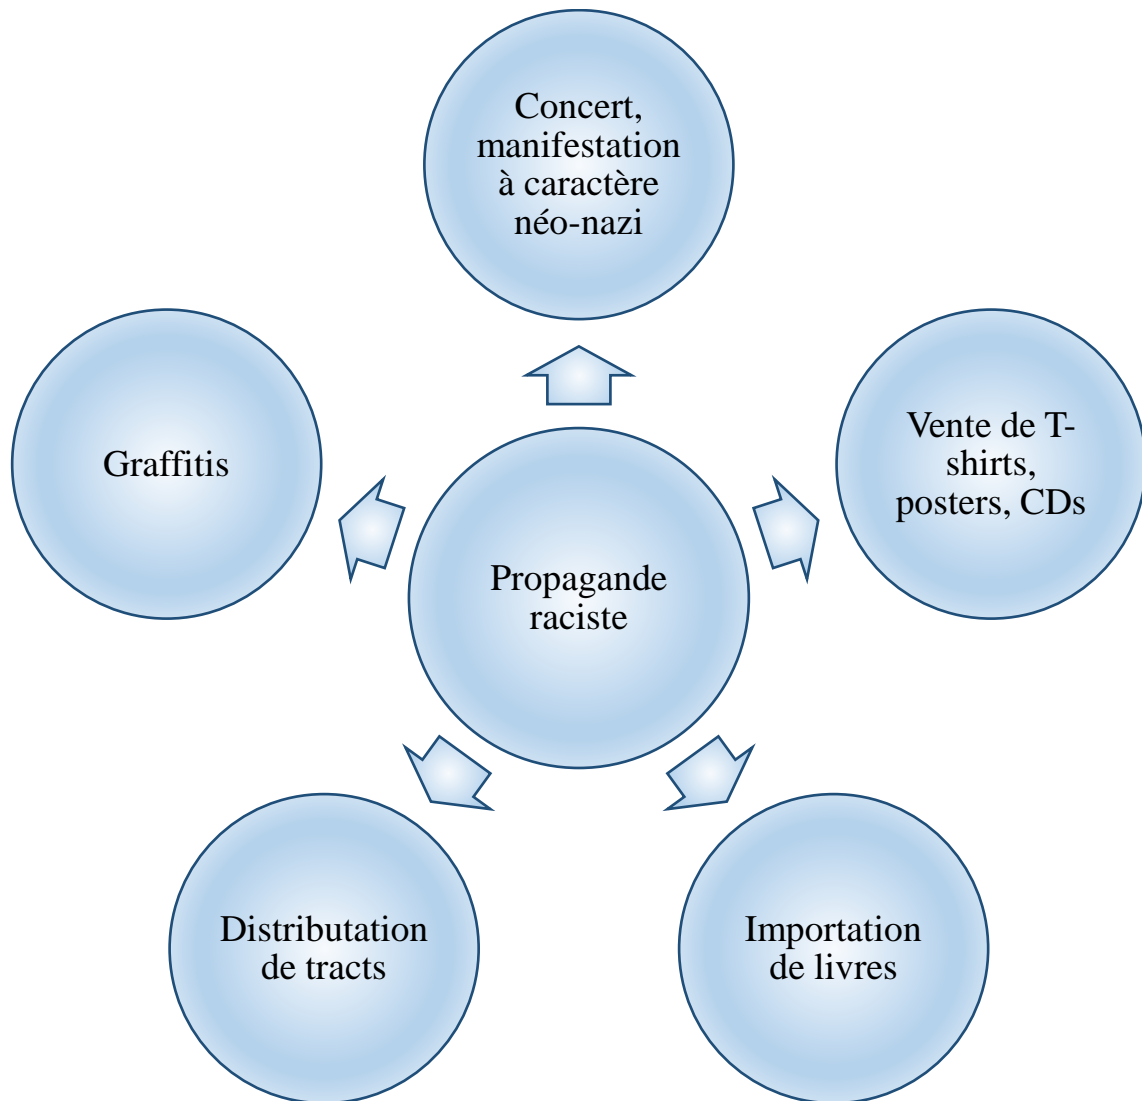 Concert,
manifestation
à caractère
néo-nazi
Graffitis
Vente de T-
shirts,
posters, CDs
Propagande
raciste
Distributation
de tracts
Importation
de livres